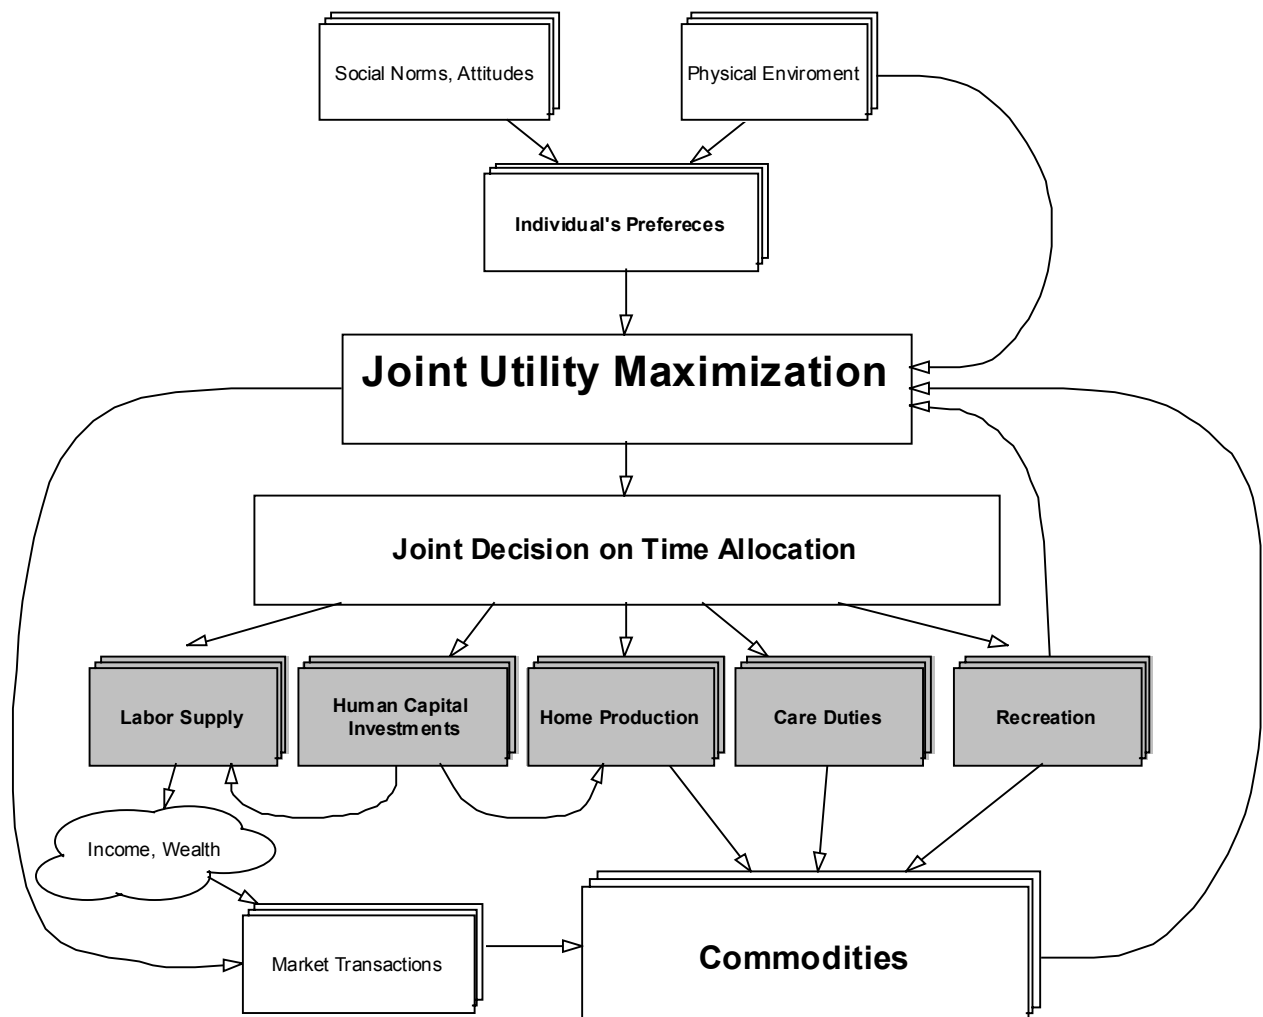 Social Norms, Attitudes
Physical Enviroment
Individual's Prefereces
Joint Utility Maximization
Joint Decision on Time Allocation
Labor Supply
Human Capital
Investments
Home Production
Care Duties
Recreation
Income, Wealth
Market Transactions
Commodities